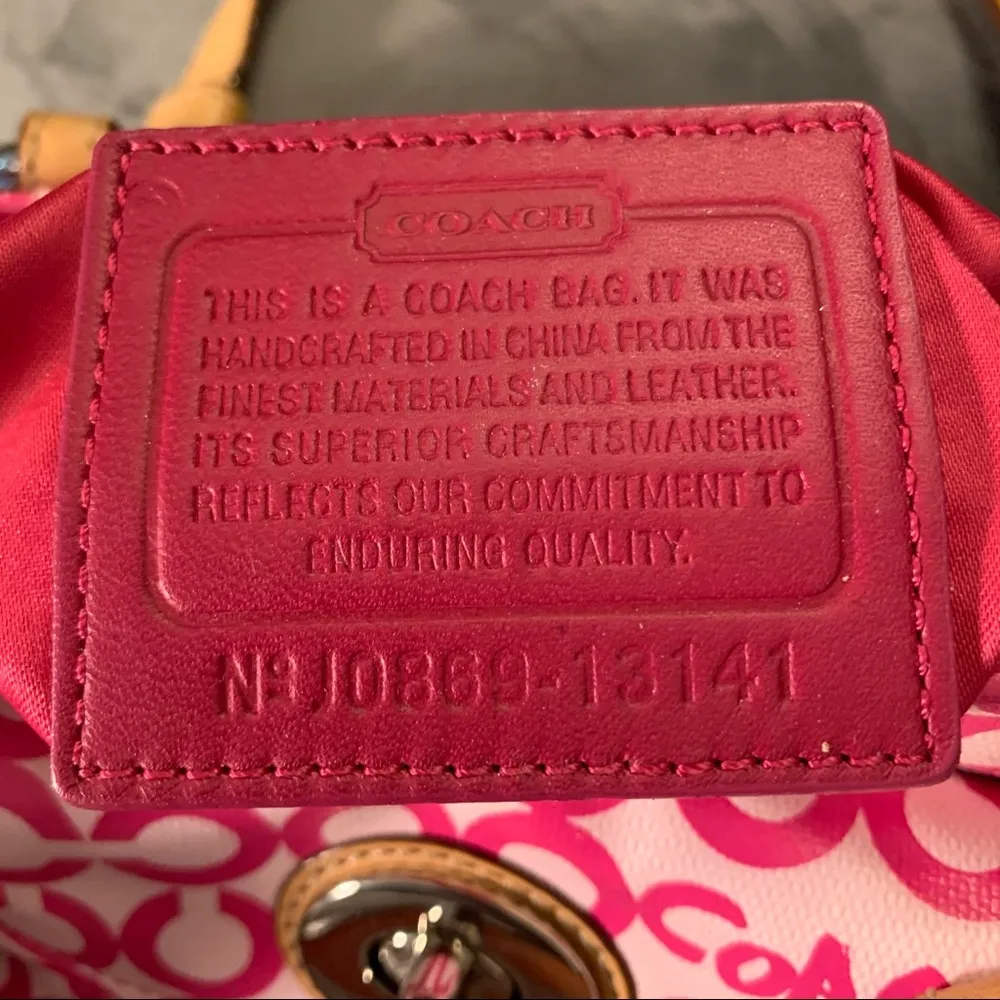 COACH
THIS IS A COACH BAG. IT WAS
HANDCRAFTED IN CHINA FROM THE
FINEST MATERIALS AND LEATHER.
ITS SUPERIOR CRAFTSMANSHIP
REFLECTS OUR COMMITMENT TO
ENDURING QUALITY.
Nº J0869-13141
COACH